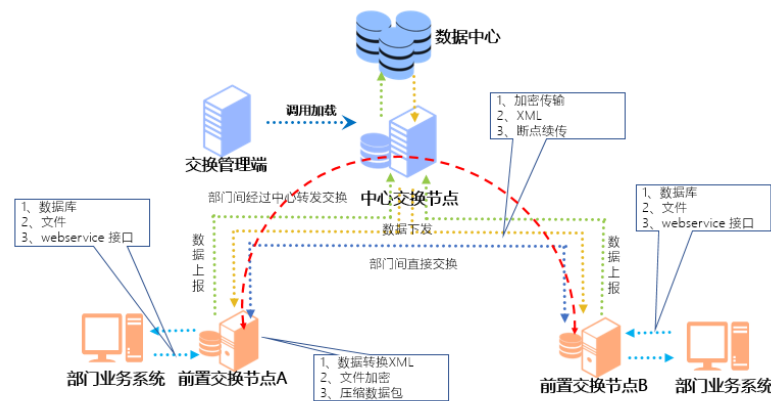 数据中心
1、加密传输
2、XML
3、断点续传
调用加载
交换管理端
中心交换节点
部门间经过中心转发交换
1、数据库
2、文件
3、webservice 接口
1、数据库
2、文件
3、webservice 接口
数据上报
数据下发
数据上报
部门间直接交换
部门业务系统
前置交换节点A
1、数据转换XML
2、文件加密
3、压缩数据包
前置交换节点B
部门业务系统